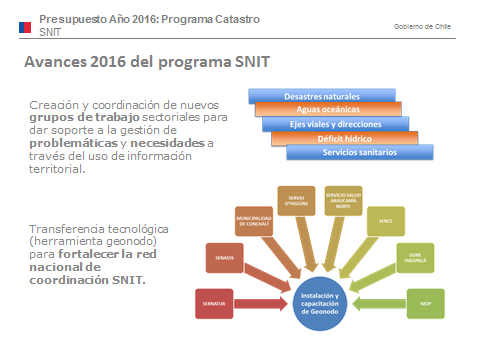 Presupuesto Año 2016: Programa Catastro
SNIT
Gobierno de Chile
Avances 2016 del programa SNIT
Creación y coordinación de nuevos
grupos de trabajo sectoriales para
dar soporte a la gestión de
problemáticas y necesidades a
través del uso de información
territorial.
Desastres naturales
Aguas oceánicas
Ejes viales y direcciones
Déficit hídrico
Servicios sanitarios
Transferencia tecnológica
(herramienta geonodo)
para fortalecer la red
nacional de
coordinación SNIT.
SERNATUR
SENADIS
MUNICIPALIDAD
DE CONCHALÍ
SERVIU
O'HIGGINS
SERVICIO SALUD
ARAUCANÍA
NORTE
SENCE
GORE
TARAPACÁ
MOP
Instalación y
capacitación
de Geonodo